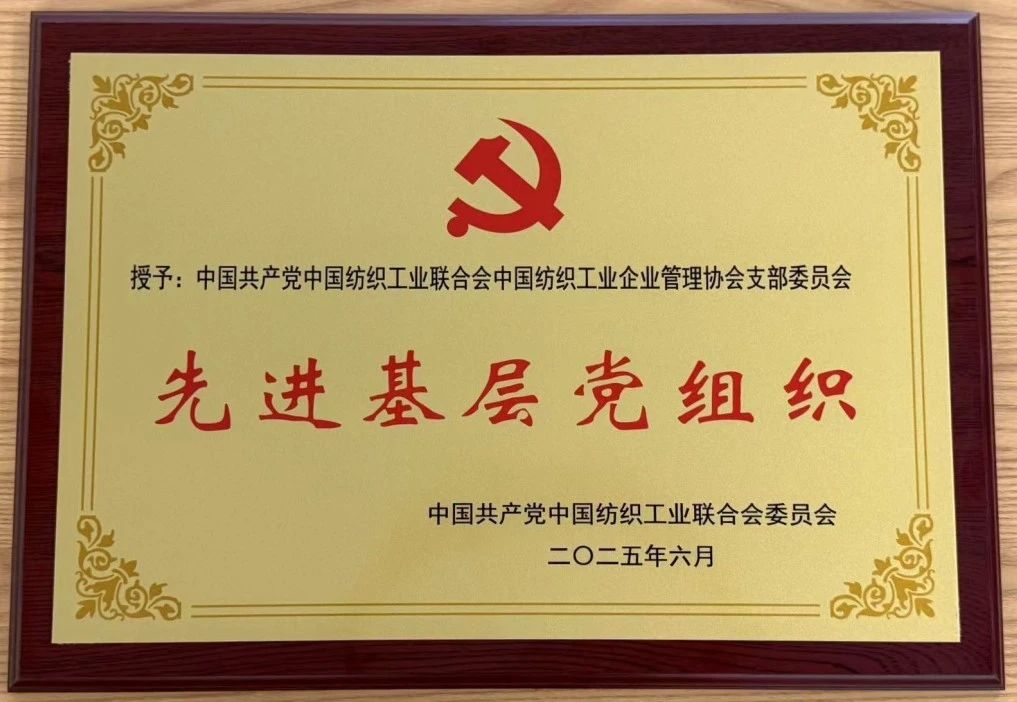 授予：中国共产党中国纺织工业联合会中国纺织工业企业管理协会支部委员会
先进基层党组织
中国共产党中国纺织工业联合会委员会
二〇二五年六月